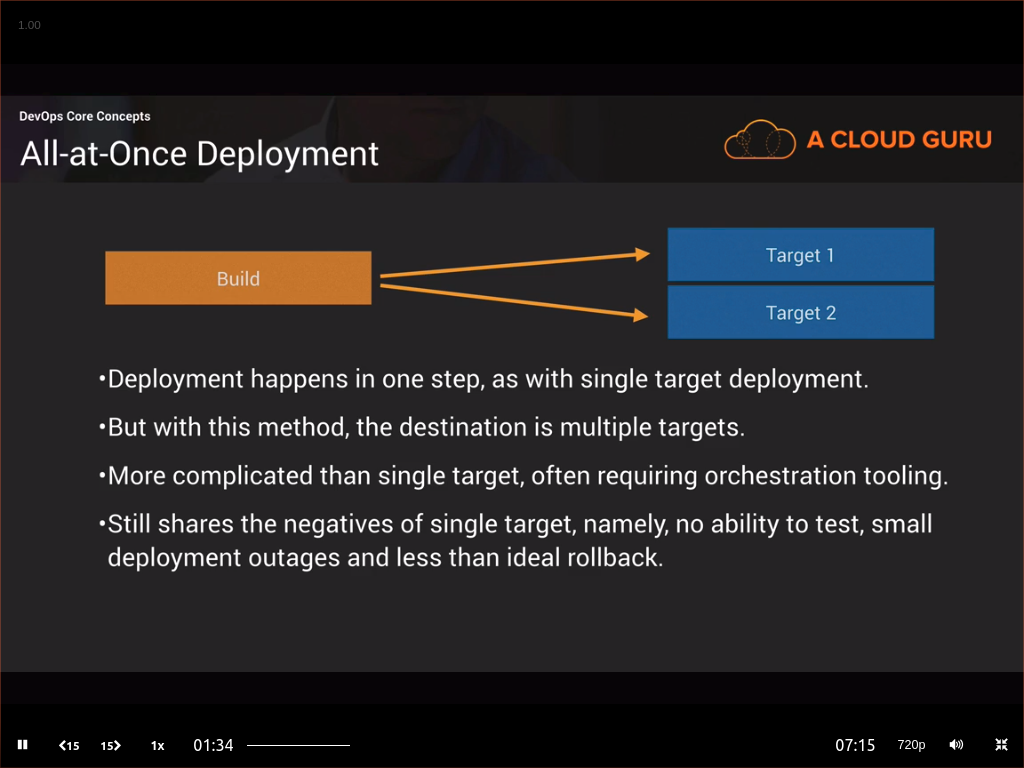 1.00
DevOps Core Concepts
All-at-Once Deployment
A CLOUD GURU
Build
Target 1
Target 2
•Deployment happens in one step, as with single target deployment.
•But with this method, the destination is multiple targets.
•More complicated than single target, often requiring orchestration tooling.
•Still shares the negatives of single target, namely, no ability to test, small
deployment outages and less than ideal rollback.
15 15 1x 01:34 07:15 720p